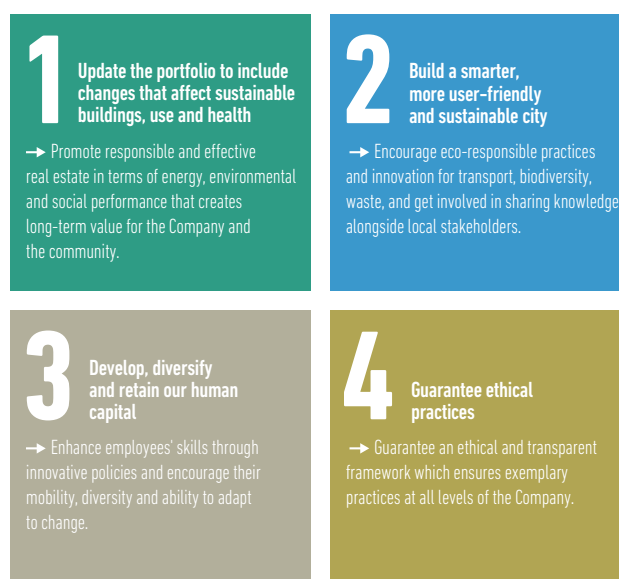 1
Update the portfolio to include
changes that affect sustainable
buildings, use and health
→ Promote responsible and effective
real estate in terms of energy, environmental
and social performance that creates
long-term value for the Company and
the community.
2
Build a smarter,
more user-friendly
and sustainable city
→ Encourage eco-responsible practices
and innovation for transport, biodiversity,
waste, and get involved in sharing knowledge
alongside local stakeholders.
3
Develop, diversify
and retain our human
capital
→ Enhance employees' skills through
innovative policies and encourage their
mobility, diversity and ability to adapt
to change.
4
Guarantee ethical
practices
→ Guarantee an ethical and transparent
framework which ensures exemplary
practices at all levels of the Company.